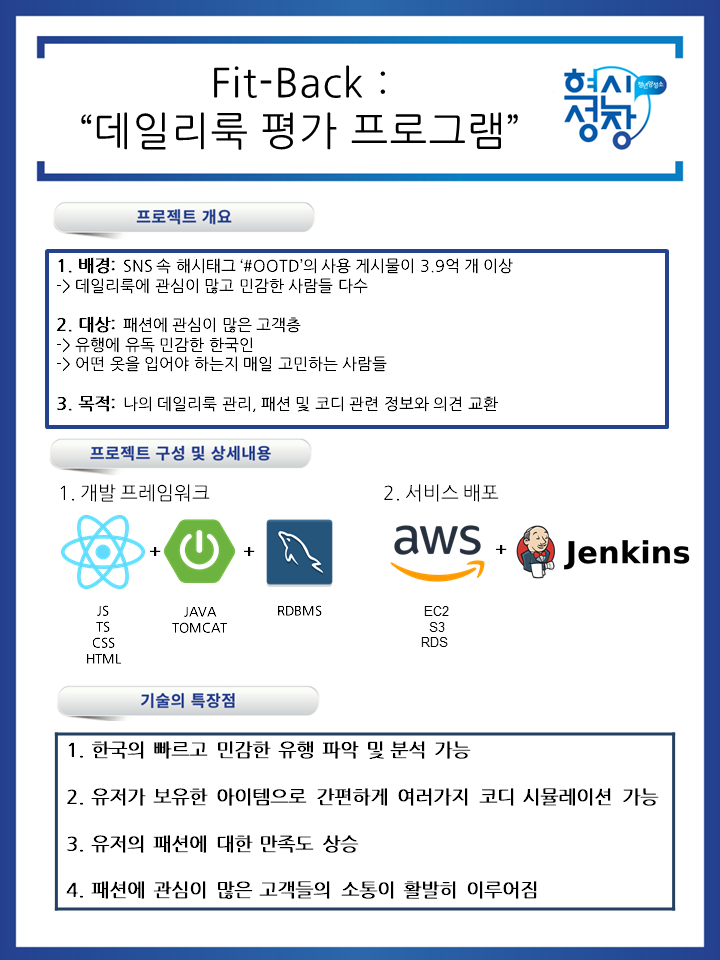 Fit-Back :
“데일리룩 평가 프로그램”
혁신
청년양성소
성장
프로젝트 개요
1. 배경: SNS 속 해시태그 ‘#OOTD’의 사용 게시물이 3.9억 개 이상
-> 데일리룩에 관심이 많고 민감한 사람들 다수
2. 대상: 패션에 관심이 많은 고객층
-> 유행에 유독 민감한 한국인
-> 어떤 옷을 입어야 하는지 매일 고민하는 사람들
3. 목적: 나의 데일리룩 관리, 패션 및 코디 관련 정보와 의견 교환
프로젝트 구성 및 상세내용
1. 개발 프레임워크
2. 서비스 배포
+
+
aws
+
Jenkins
JS
TS
CSS
HTML
JAVA
TOMCAT
RDBMS
EC2
S3
RDS
기술의 특장점
1. 한국의 빠르고 민감한 유행 파악 및 분석 가능
2. 유저가 보유한 아이템으로 간편하게 여러가지 코디 시뮬레이션 가능
3. 유저의 패션에 대한 만족도 상승
4. 패션에 관심이 많은 고객들의 소통이 활발히 이루어짐